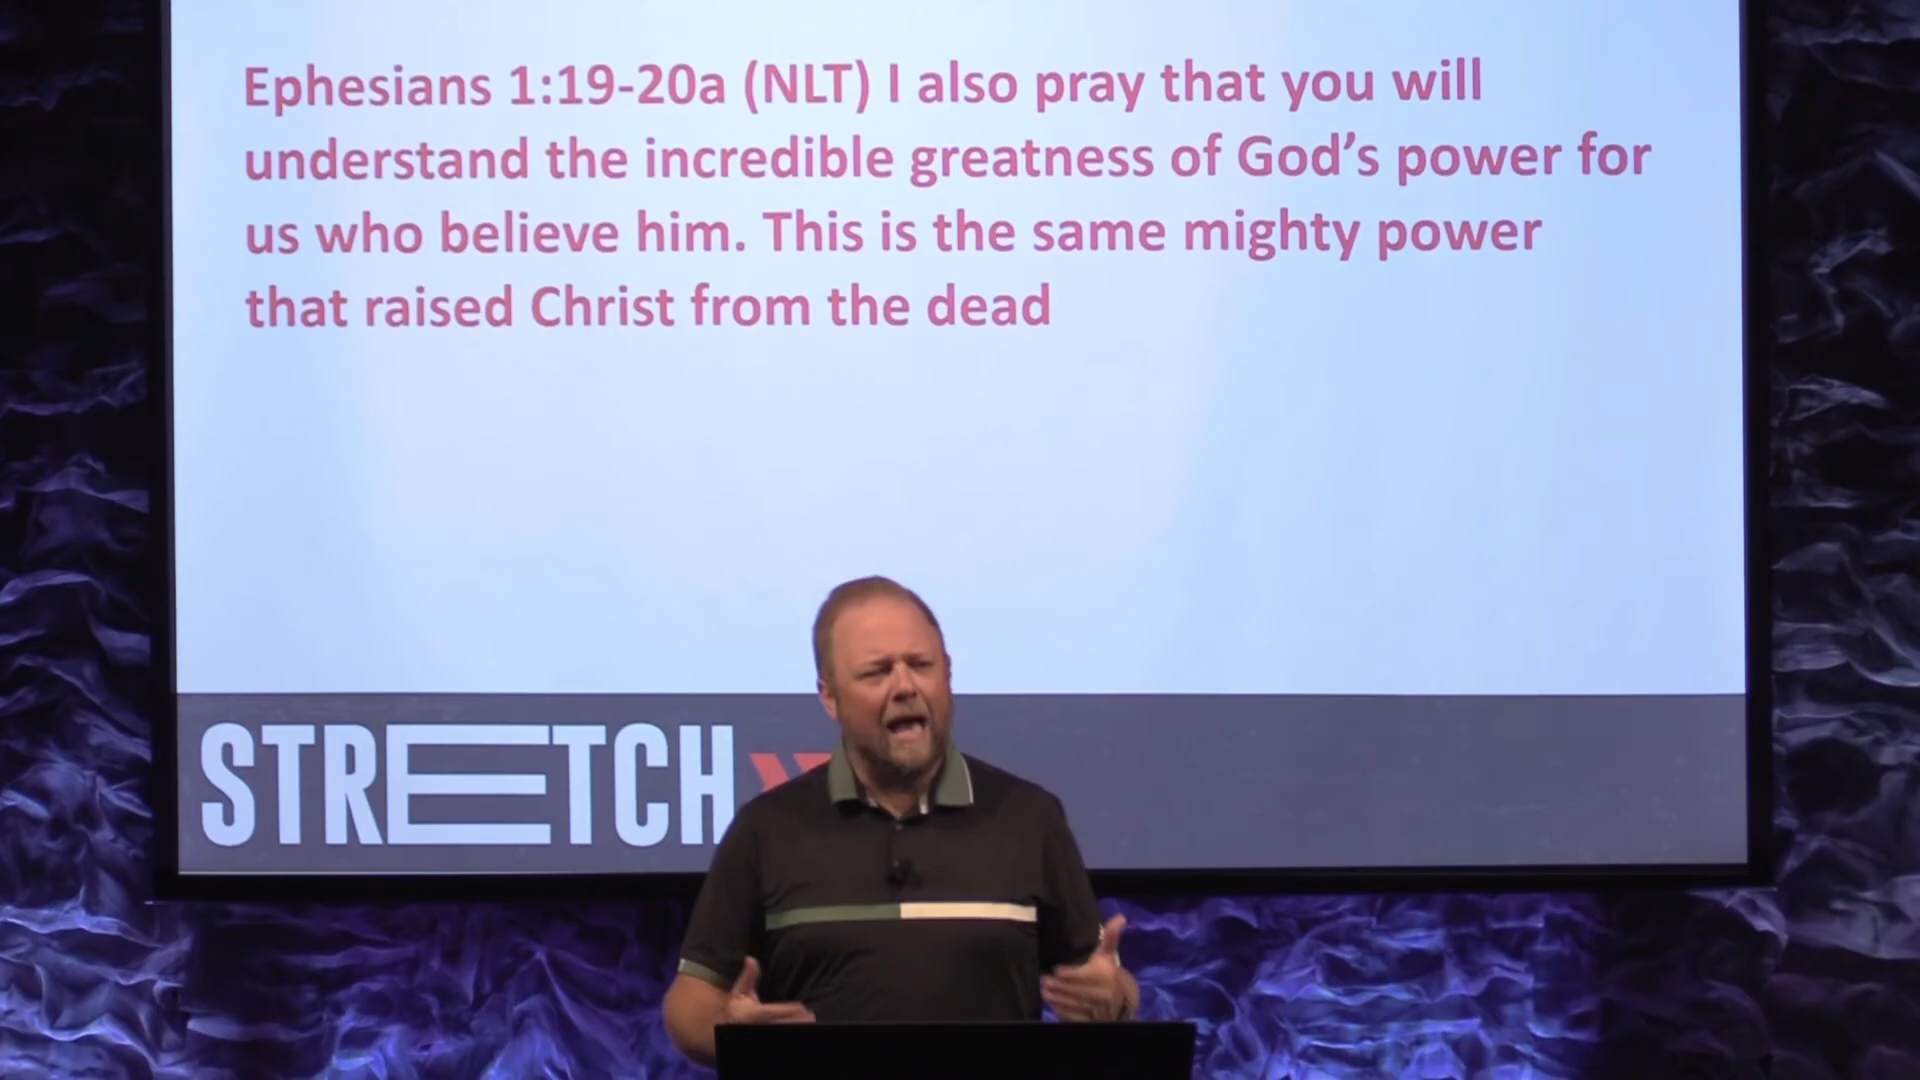 Ephesians 1:19-20a (NLT) I also pray that you will
understand the incredible greatness of God’s power for
us who believe him. This is the same mighty power
that raised Christ from the dead
STRETCH